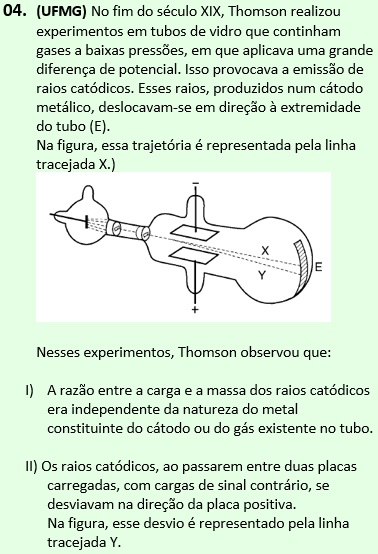 04. (UFMG) No fim do século XIX, Thomson realizou
experimentos em tubos de vidro que continham
gases a baixas pressões, em que aplicava uma grande
diferença de potencial. Isso provocava a emissão de
raios catódicos. Esses raios, produzidos num cátodo
metálico, deslocavam-se em direção à extremidade
do tubo (E).
Na figura, essa trajetória é representada pela linha
tracejada X.)
–
X
E
Y
+
Nesses experimentos, Thomson observou que:
I) A razão entre a carga e a massa dos raios catódicos
era independente da natureza do metal
constituinte do cátodo ou do gás existente no tubo.
II) Os raios catódicos, ao passarem entre duas placas
carregadas, com cargas de sinal contrário, se
desviavam na direção da placa positiva.
Na figura, esse desvio é representado pela linha
tracejada Y.